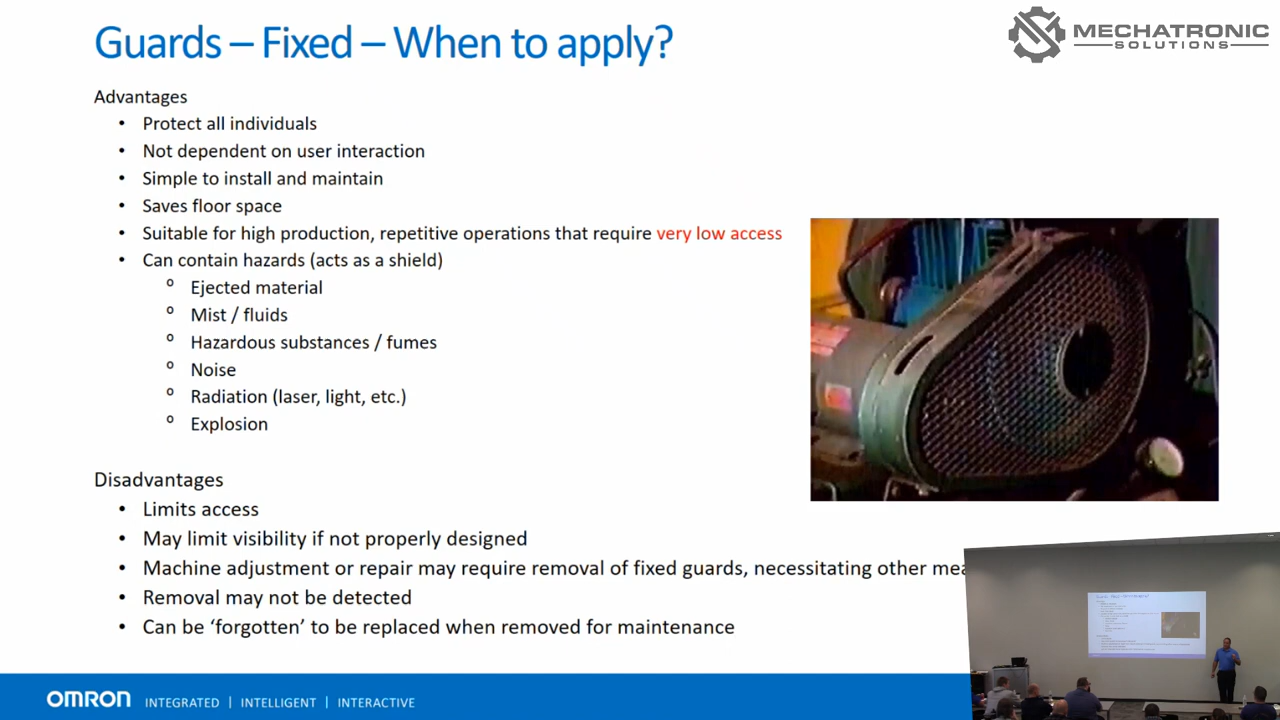 Guards – Fixed – When to apply?
MECHATRONIC
SOLUTIONS
Advantages
• Protect all individuals
• Not dependent on user interaction
• Simple to install and maintain
• Saves floor space
• Suitable for high production, repetitive operations that require very low access
• Can contain hazards (acts as a shield)
º Ejected material
º Mist / fluids
º Hazardous substances / fumes
º Noise
º Radiation (laser, light, etc.)
º Explosion
Disadvantages
• Limits access
• May limit visibility if not properly designed
• Machine adjustment or repair may require removal of fixed guards, necessitating other mea
• Removal may not be detected
• Can be ‘forgotten’ to be replaced when removed for maintenance
OMRON INTEGRATED | INTELLIGENT | INTERACTIVE